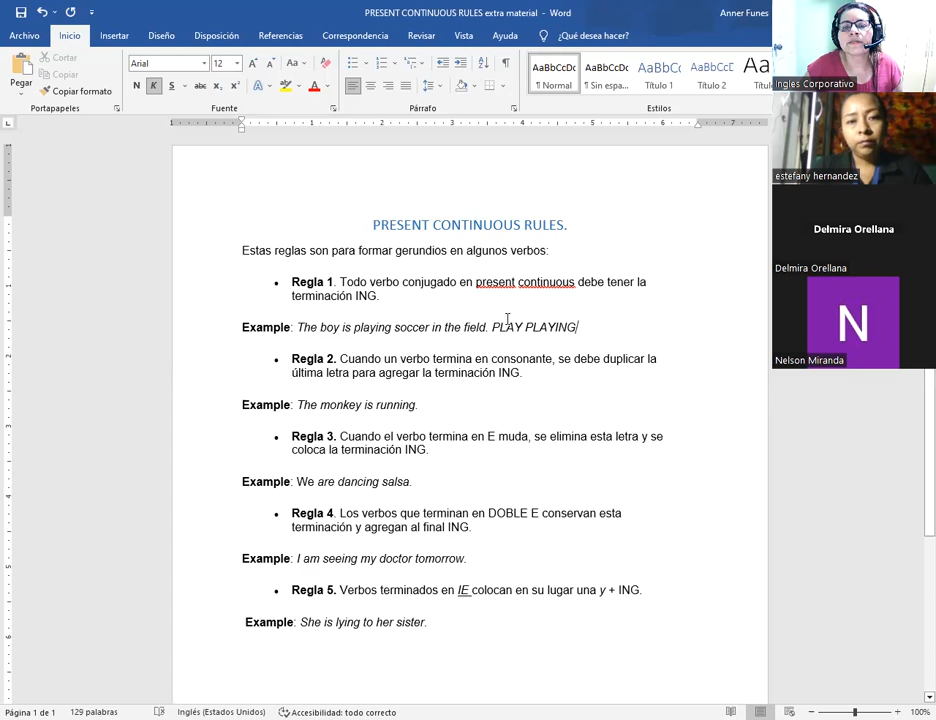 PRESENT CONTINUOUS RULES extra material - Word
Anner Funes
Archivo Inicio Insertar Diseño Disposición Referencias Correspondencia Revisar Vista Ayuda ¿Qué desea hacer?
Pegar
Cortar
Copiar
Copiar formato
Portapapeles
Arial 12
Fuente
Párrafo
AaBbCcDc AaBbCcDc AaBbC AaBbCcD Aa
¶ Normal ¶ Sin espa... Título 1 Título 2
Estilos
Ingles Corporativo
estefany hernandez
Delmira Orellana
Delmira Orellana
N
Nelson Miranda
PRESENT CONTINUOUS RULES.
Estas reglas son para formar gerundios en algunos verbos:
• Regla 1. Todo verbo conjugado en present continuous debe tener la
terminación ING.
Example: The boy is playing soccer in the field. PLAY PLAYING
• Regla 2. Cuando un verbo termina en consonante, se debe duplicar la
última letra para agregar la terminación ING.
Example: The monkey is running.
• Regla 3. Cuando el verbo termina en E muda, se elimina esta letra y se
coloca la terminación ING.
Example: We are dancing salsa.
• Regla 4. Los verbos que terminan en DOBLE E conservan esta
terminación y agregan al final ING.
Example: I am seeing my doctor tomorrow.
• Regla 5. Verbos terminados en IE colocan en su lugar una y + ING.
Example: She is lying to her sister.
Página 1 de 1 129 palabras Inglés (Estados Unidos) Accesibilidad: todo correcto 100%